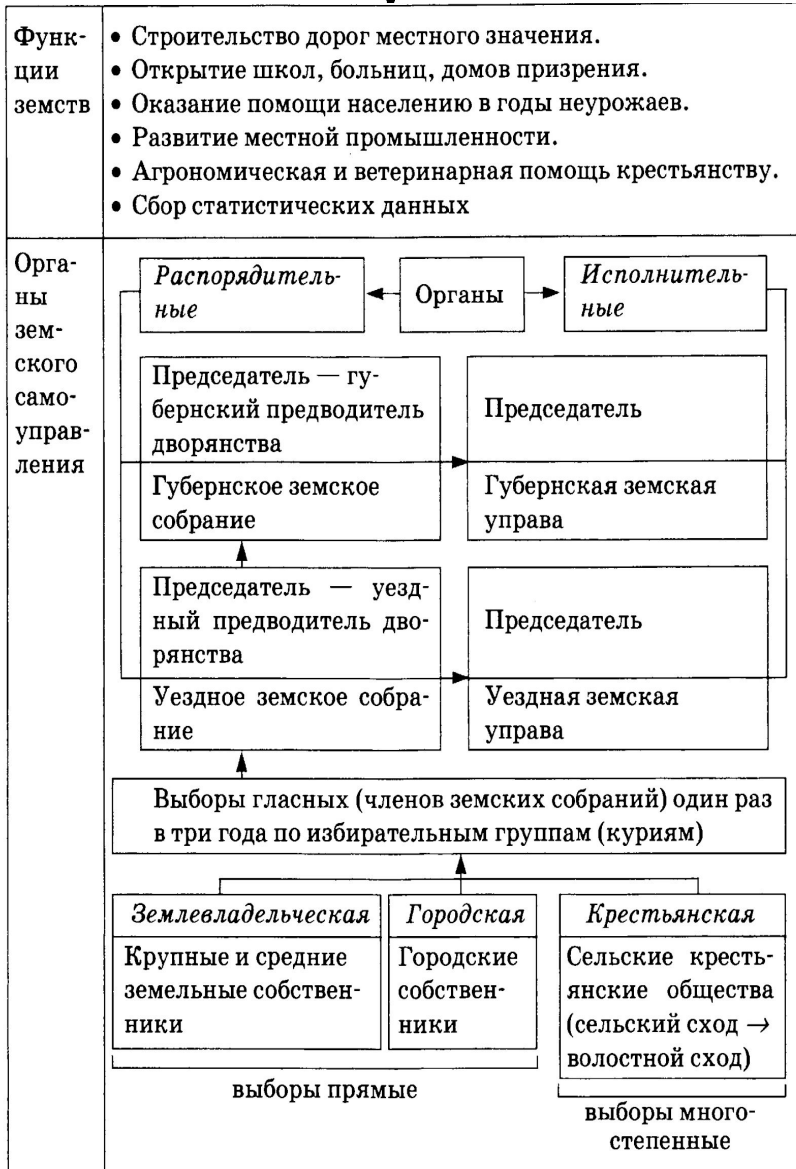 Функ-
ции
земств
• Строительство дорог местного значения.
• Открытие школ, больниц, домов призрения.
• Оказание помощи населению в годы неурожаев.
• Развитие местной промышленности.
• Агрономическая и ветеринарная помощь крестьянству.
• Сбор статистических данных
Орга-
ны
зем-
ского
само-
управ-
ления
Распорядитель-
ные
Органы
Исполнитель-
ные
Председатель — гу-
бернский предводитель
дворянства
Председатель
Губернское земское
собрание
Губернская земская
управа
Председатель — уезд-
ный предводитель дво-
рянства
Председатель
Уездное земское собра-
ние
Уездная земская
управа
Выборы гласных (членов земских собраний) один раз
в три года по избирательным группам (куриям)
Землевладельческая
Городская
Крестьянская
Крупные и средние
земельные собствен-
ники
Городские
собствен-
ники
Сельские кресть-
янские общества
(сельский сход →
волостной сход)
выборы прямые
выборы много-
степенные